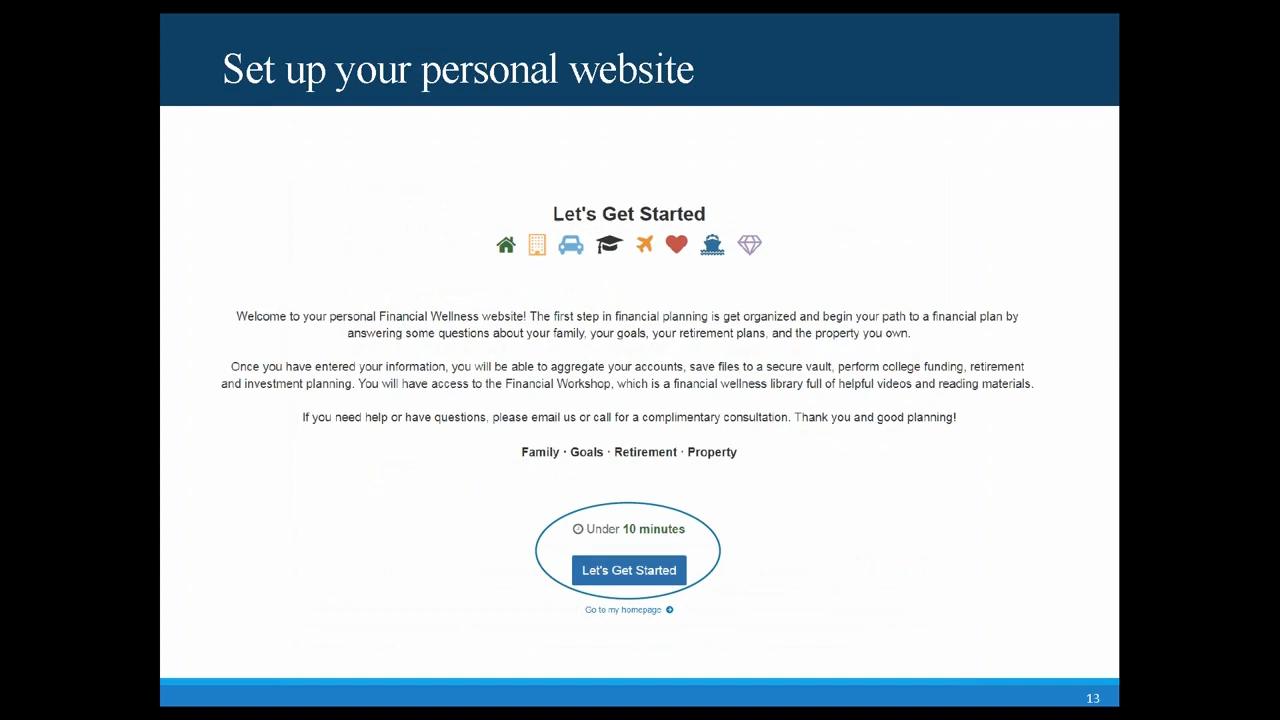 Set up your personal website
Let's Get Started
Welcome to your personal Financial Wellness website! The first step in financial planning is get organized and begin your path to a financial plan by
answering some questions about your family, your goals, your retirement plans, and the property you own.
Once you have entered your information, you will be able to aggregate your accounts, save files to a secure vault, perform college funding, retirement
and investment planning. You will have access to the Financial Workshop, which is a financial wellness library full of helpful videos and reading materials.
If you need help or have questions, please email us or call for a complimentary consultation. Thank you and good planning!
Family · Goals · Retirement · Property
Under 10 minutes
Let's Get Started
Go to my homepage
13